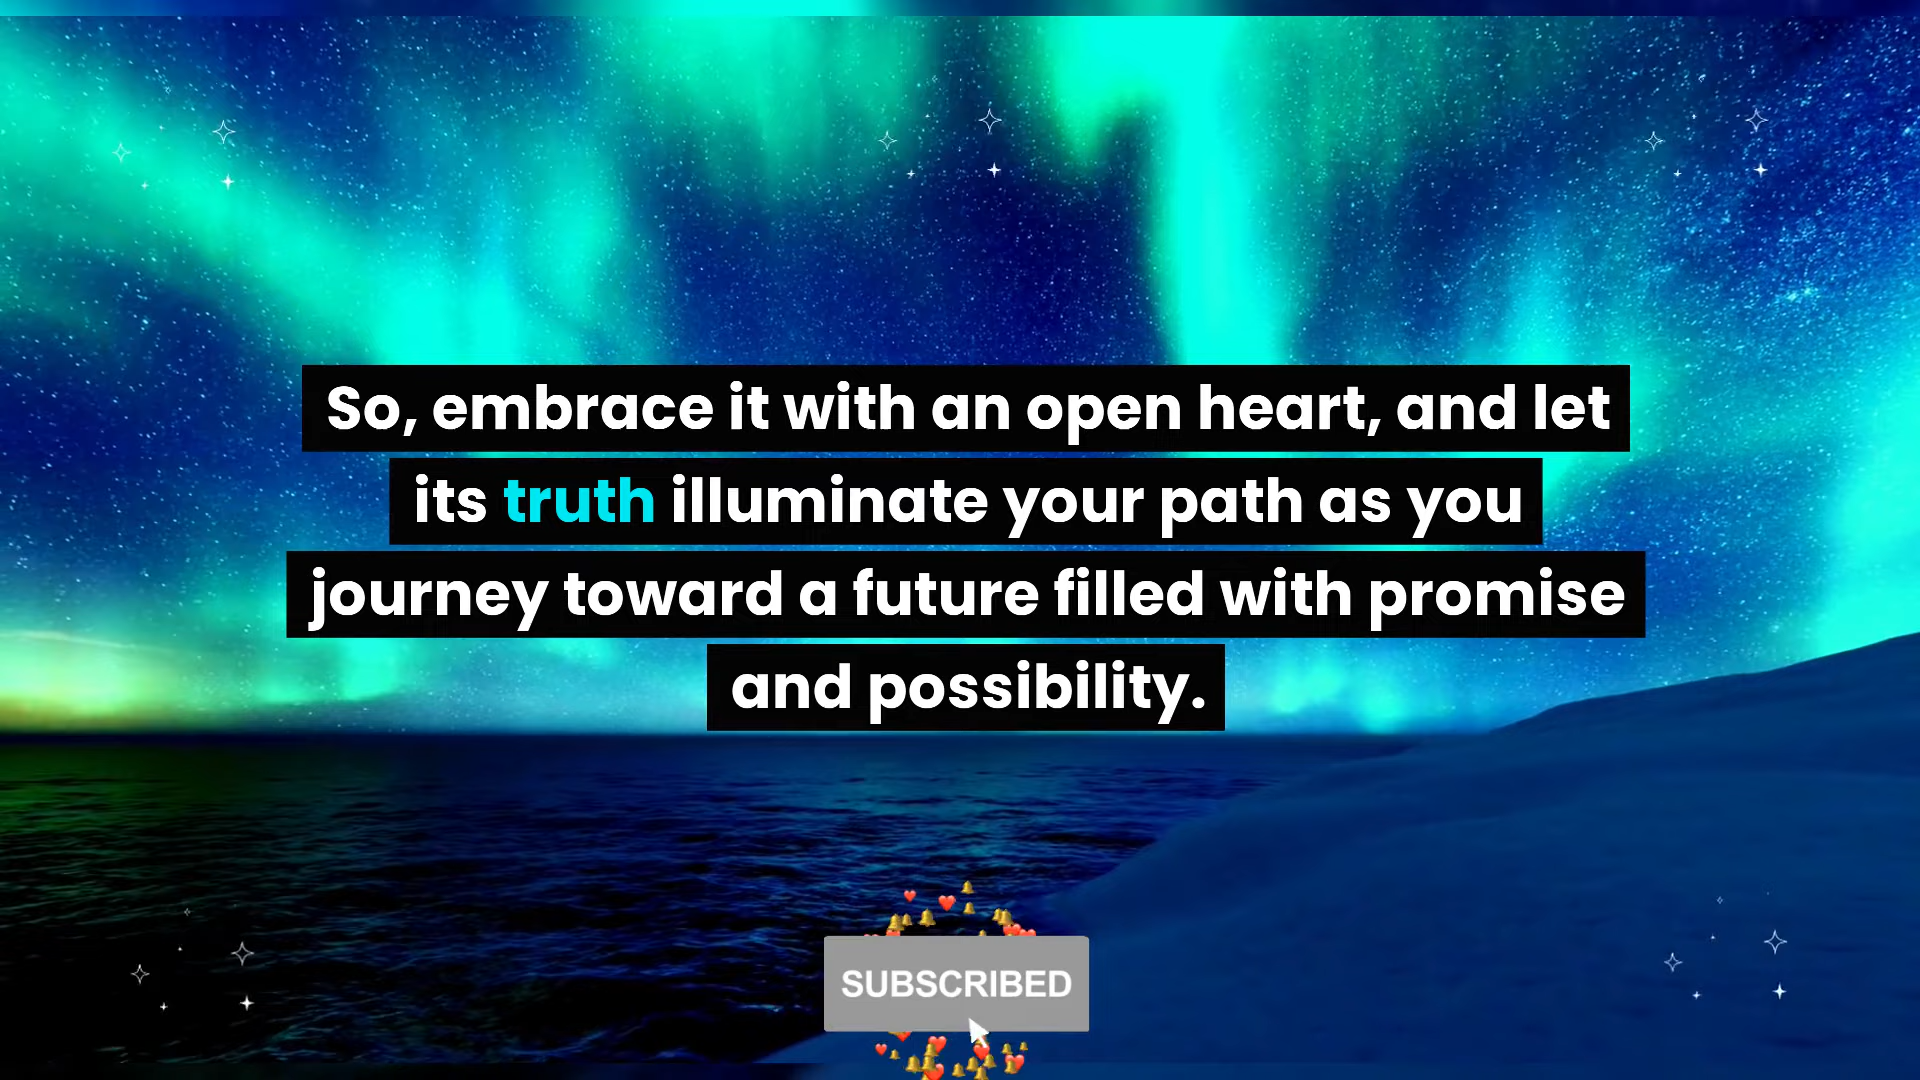 So, embrace it with an open heart, and let
its truth illuminate your path as you
journey toward a future filled with promise
and possibility.
SUBSCRIBED